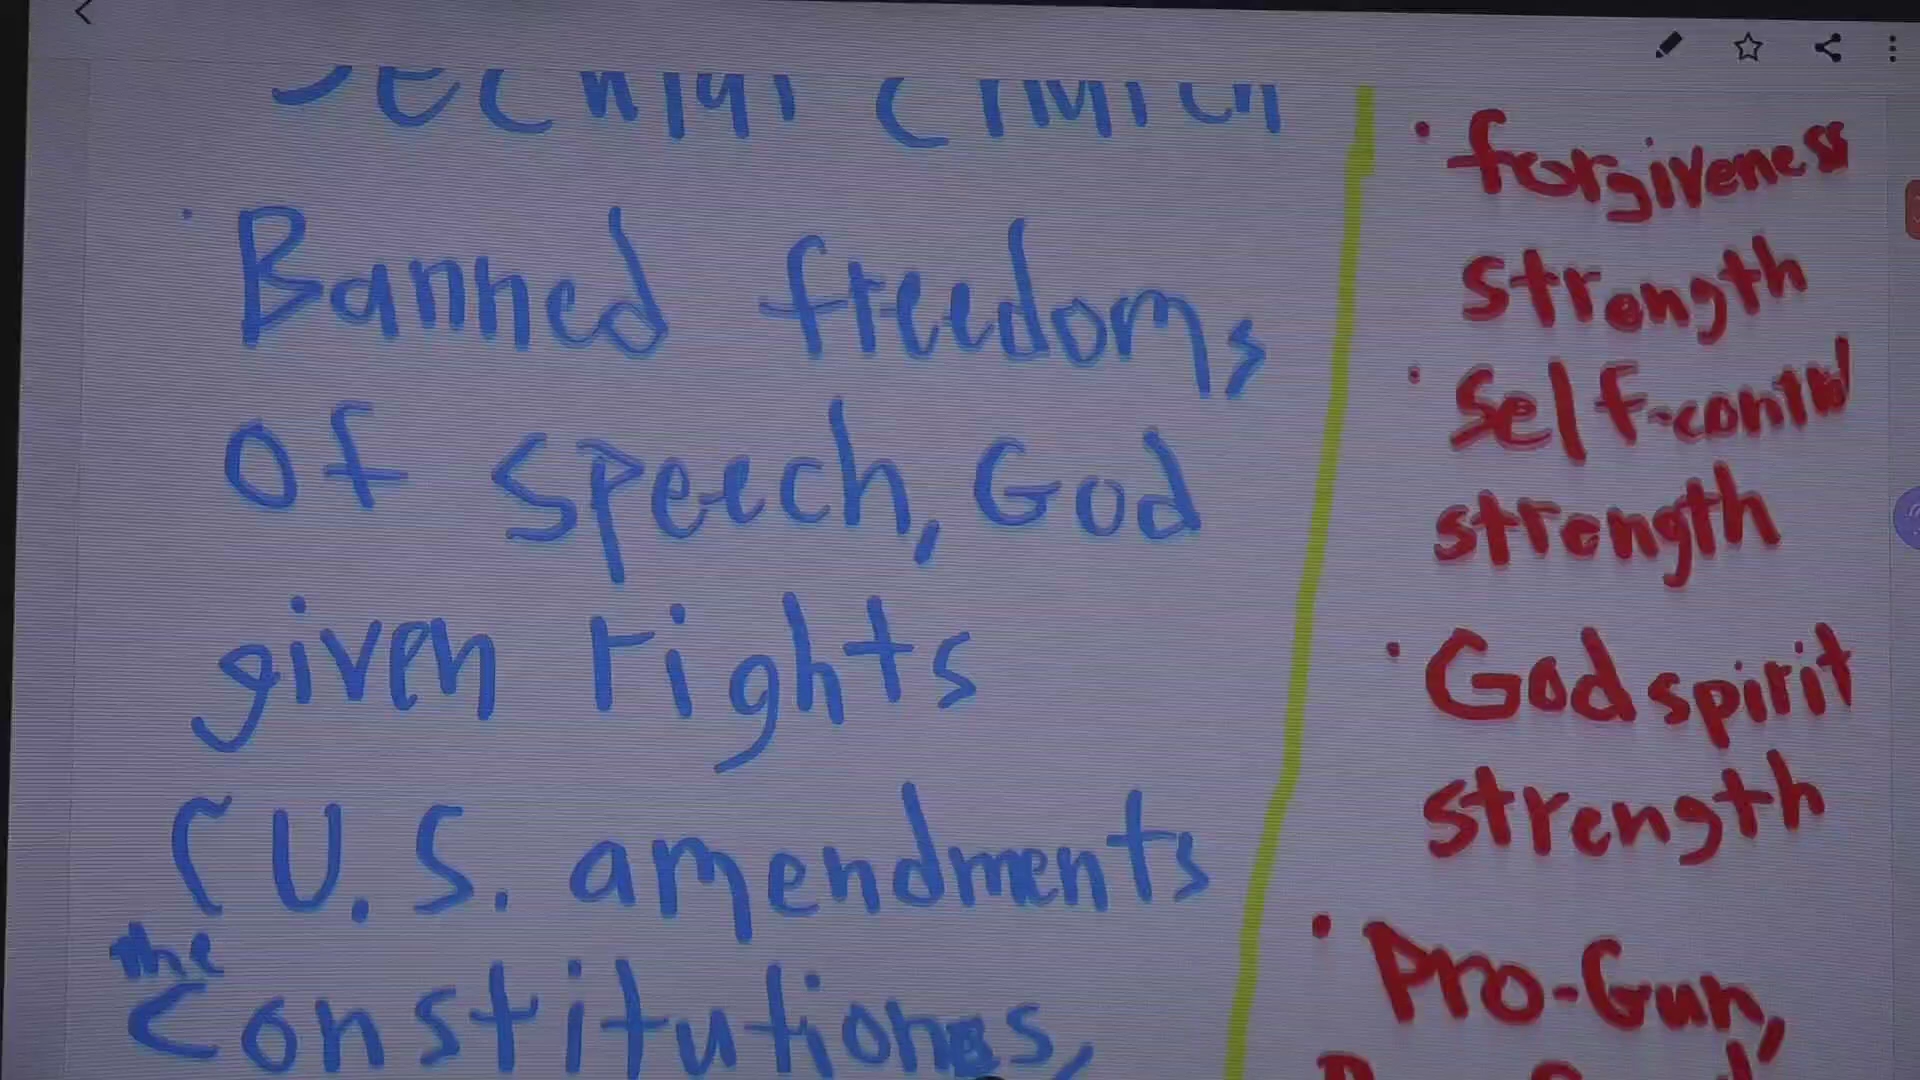 Banned freedoms
of speech, God
given rights
(U.S. amendments
the
Constitutions,
• forgiveness
strength
• Self-control
strength
• God spirit
strength
• Pro-Gun,